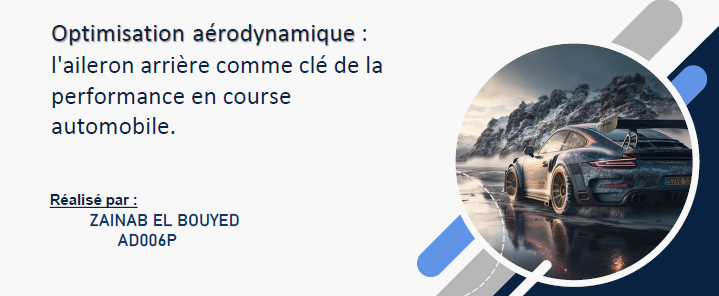 Optimisation aérodynamique :
l'aileron arrière comme clé de la
performance en course
automobile.
Réalisé par :
ZAINAB EL BOUYED
AD006P